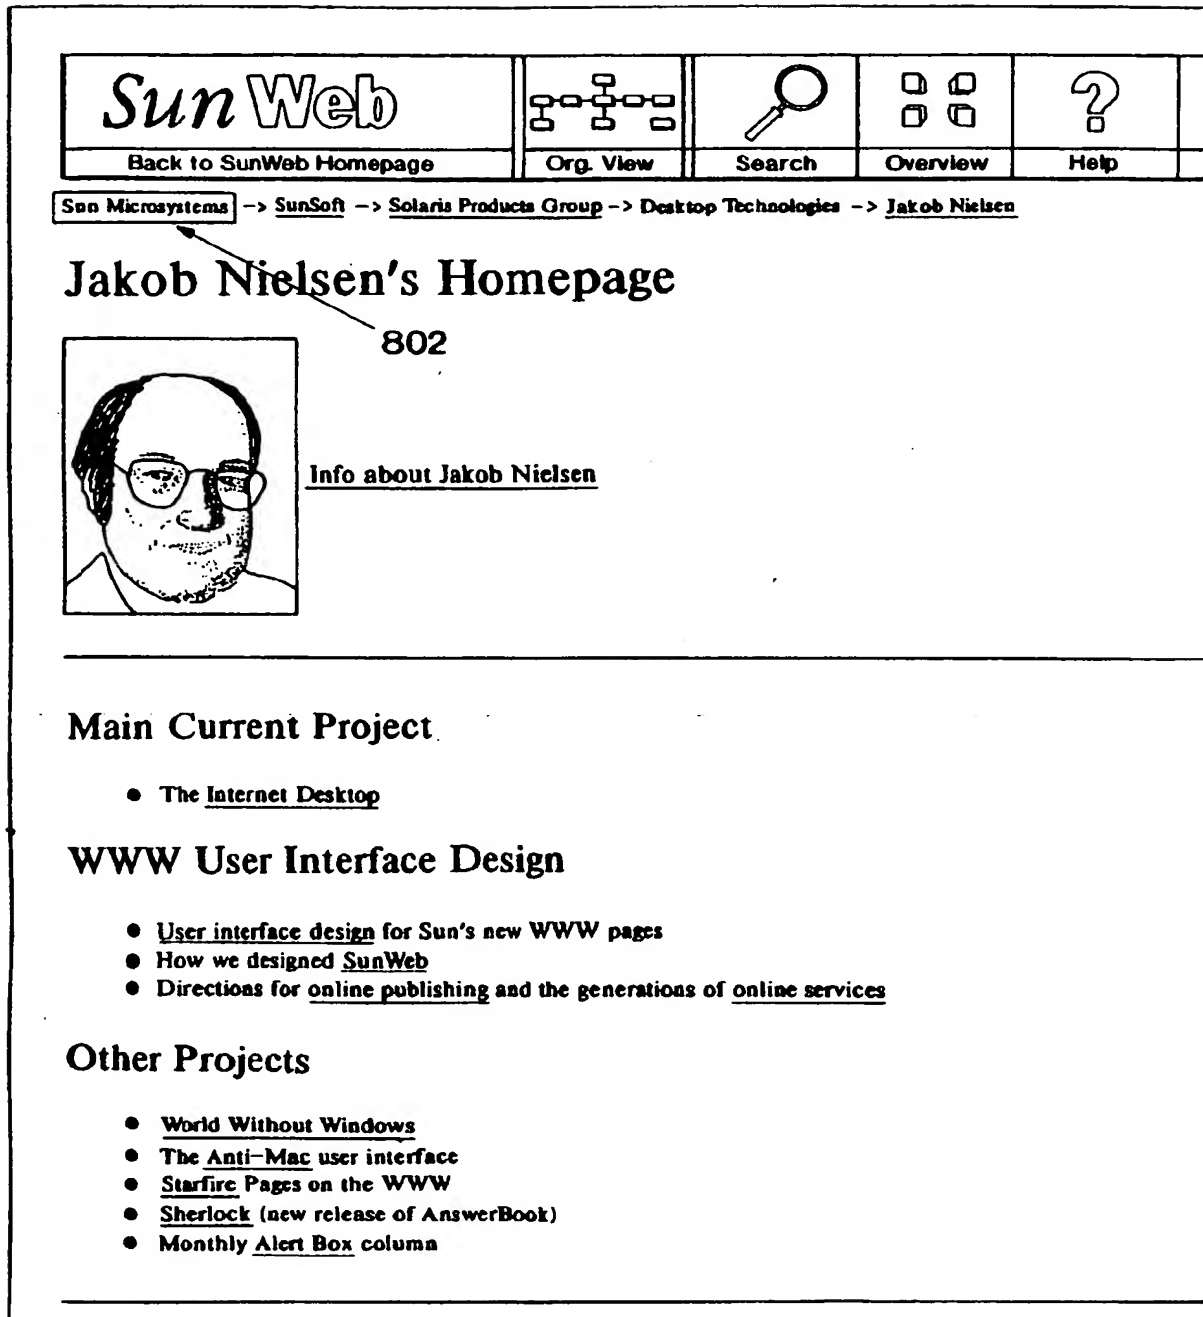 Sun Web
Back to SunWeb Homepage Org. View Search Overview Help
Sun Microsystems -> SunSoft -> Solaris Products Group -> Desktop Technologies -> Jakob Nielsen
Jakob Nielsen's Homepage
802
Info about Jakob Nielsen
Main Current Project
● The Internet Desktop
WWW User Interface Design
● User interface design for Sun's new WWW pages
● How we designed SunWeb
● Directions for online publishing and the generations of online services
Other Projects
● World Without Windows
● The Anti-Mac user interface
● Starfire Pages on the WWW
● Sherlock (new release of AnswerBook)
● Monthly Alert Box column